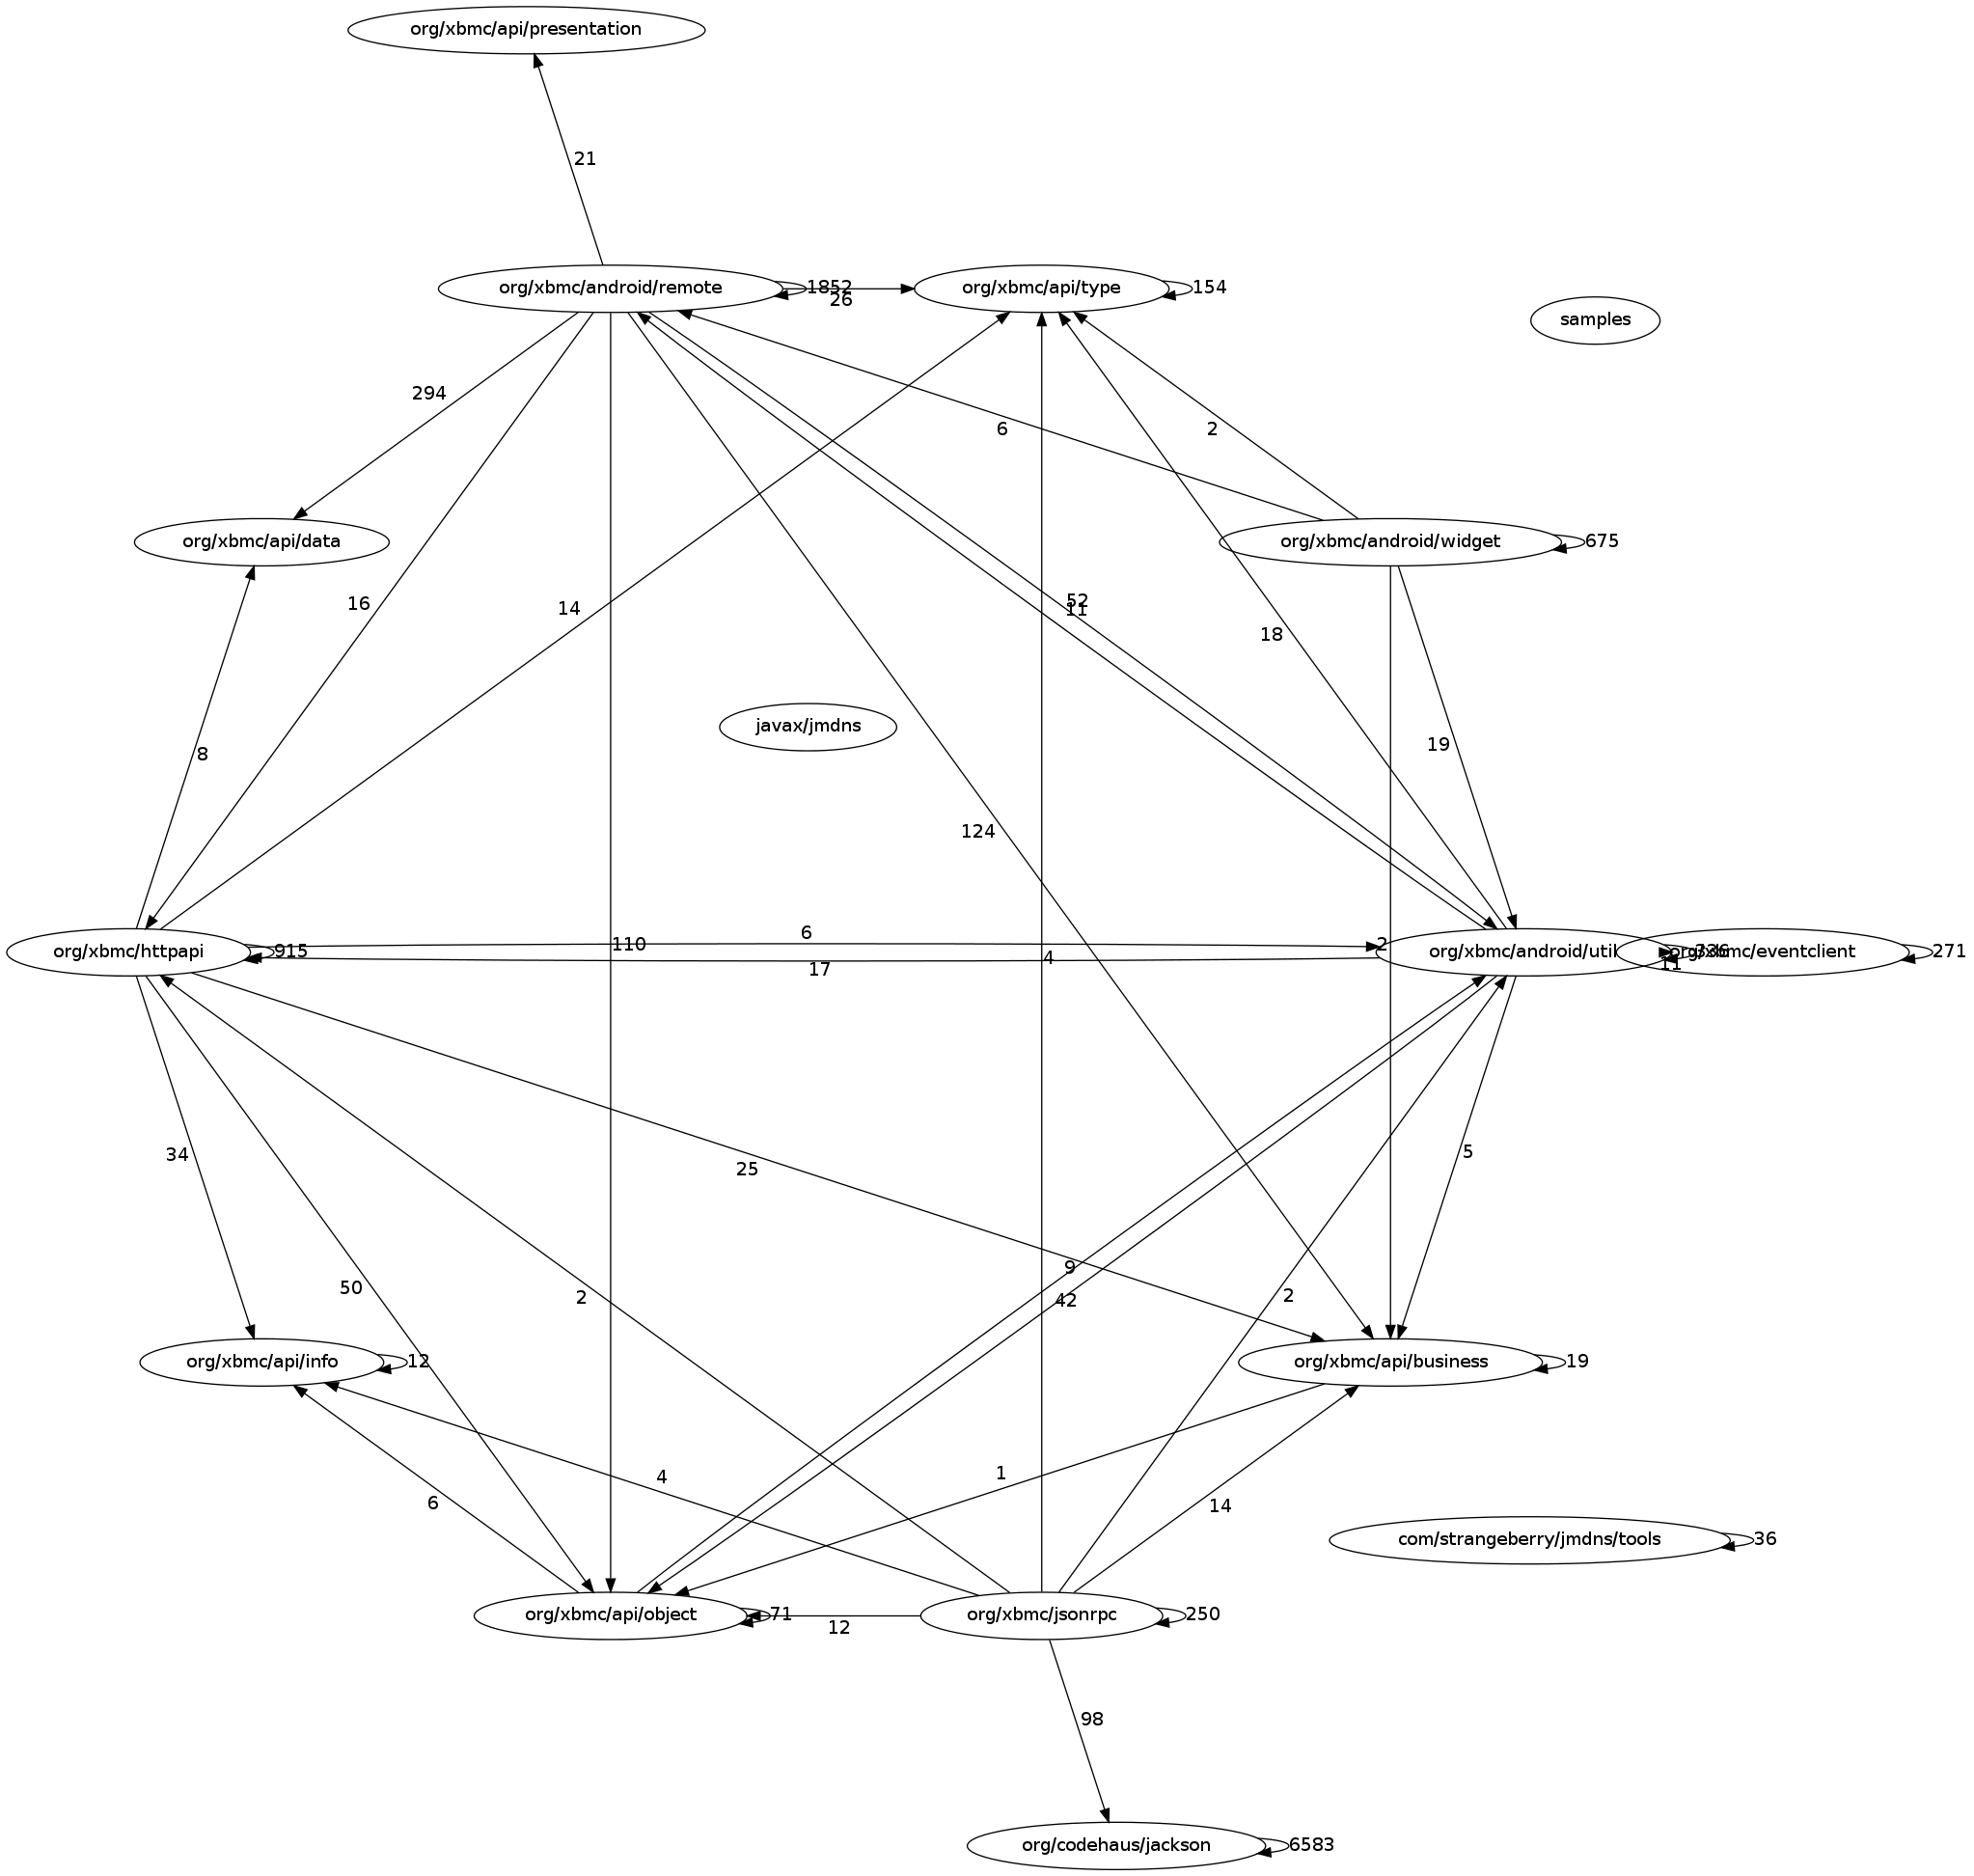 org/xbmc/api/presentation
21
org/xbmc/android/remote
1852
26
org/xbmc/api/type
154
samples
294
6
2
org/xbmc/api/data
org/xbmc/android/widget
675
16
14
52
11
18
javax/jmdns
8
19
124
org/xbmc/httpapi
915
6
17
110
4
2
org/xbmc/android/util
336
11
org/xbmc/eventclient
271
34
25
5
50
2
9
42
2
org/xbmc/api/info
12
org/xbmc/api/business
19
6
4
1
14
com/strangeberry/jmdns/tools
36
org/xbmc/api/object
71
12
org/xbmc/jsonrpc
250
98
org/codehaus/jackson
6583